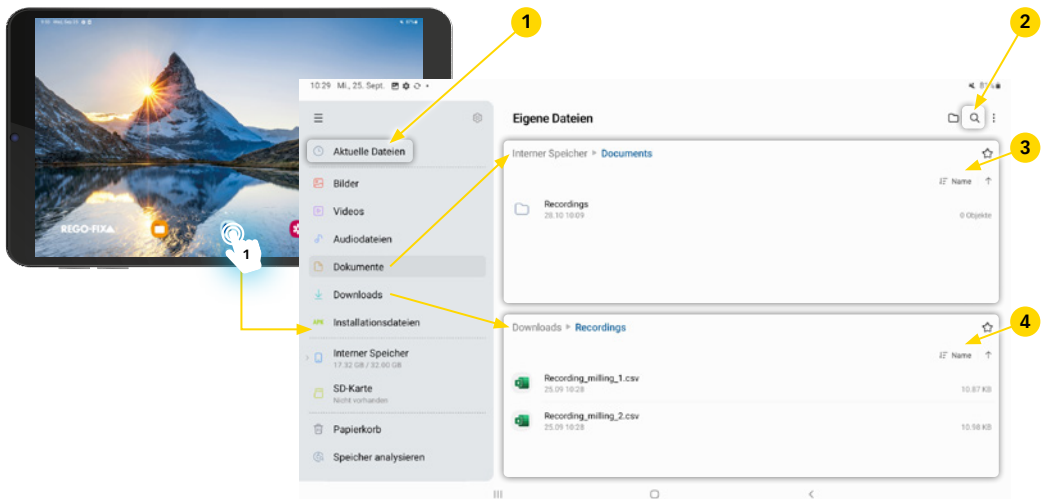 1
2
REGO-FIX
1
10:29 Mi., 25. Sept.
81%
Eigene Dateien
Aktuelle Dateien
Bilder
Videos
Audiodateien
Dokumente
Downloads
APK Installationsdateien
Interner Speicher
17.32 GB / 32.00 GB
SD-Karte
Nicht vorhanden
Papierkorb
Speicher analysieren
Interner Speicher Documents
3
Name
Recordings
28.10 10:09
0 Objekte
Downloads Recordings
4
Name
Recording_milling_1.csv
25.09 10:28
10.87 KB
Recording_milling_2.csv
25.09 10:28
10.98 KB